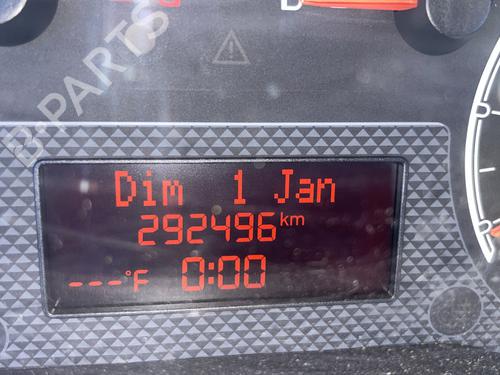 B-PARTS
Dim 1 Jan
292496 km
---°F 0:00